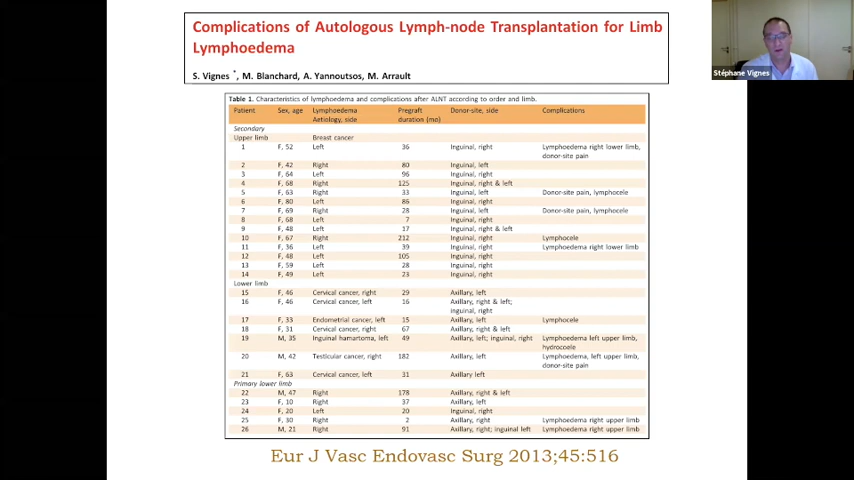 Complications of Autologous Lymph-node Transplantation for Limb
Lymphoedema
S. Vignes *, M. Blanchard, A. Yannoutsos, M. Arrault
Stéphane Vignes
Table 1. Characteristics of lymphoedema and complications after ALNT according to order and limb.
Patient Sex, age Lymphoedema Pregraft Donor-site, side Complications
Aetiology, side duration (mo)
Secondary
Upper limb Breast cancer
1 F, 52 Left 36 Inguinal, right Lymphoedema right lower limb,
donor-site pain
2 F, 42 Right 80 Inguinal, left
3 F, 64 Left 96 Inguinal, right
4 F, 68 Right 125 Inguinal, right & left
5 F, 63 Right 33 Inguinal, left Donor-site pain, lymphocele
6 F, 80 Left 86 Inguinal, right
7 F, 69 Right 28 Inguinal, left Donor-site pain, lymphocele
8 F, 68 Left 7 Inguinal, right
9 F, 48 Left 17 Inguinal, right & left
10 F, 67 Right 212 Inguinal, right Lymphocele
11 F, 36 Left 39 Inguinal, right Lymphoedema right lower limb
12 F, 48 Left 105 Inguinal, right
13 F, 59 Left 28 Inguinal, right
14 F, 49 Left 23 Inguinal, right
Lower limb
15 F, 46 Cervical cancer, right 29 Axillary, left
16 F, 46 Cervical cancer, left 16 Axillary, right & left;
inguinal, right
17 F, 33 Endometrial cancer, left 15 Axillary, left Lymphocele
18 F, 31 Cervical cancer, right 67 Axillary, right & left
19 M, 35 Inguinal hamartoma, left 49 Axillary, left; inguinal, right Lymphoedema left upper limb,
hydrocoele
20 M, 42 Testicular cancer, right 182 Axillary, left Lymphoedema, left upper limb,
donor-site pain
21 F, 63 Cervical cancer, left 31 Axillary left
Primary lower limb
22 M, 47 Right 178 Axillary, right & left
23 F, 10 Right 37 Axillary, left
24 F, 20 Left 20 Inguinal, right
25 F, 30 Right 2 Axillary, right Lymphoedema right upper limb
26 M, 21 Right 91 Axillary, right; inguinal left Lymphoedema right upper limb
Eur J Vasc Endovasc Surg 2013;45:516